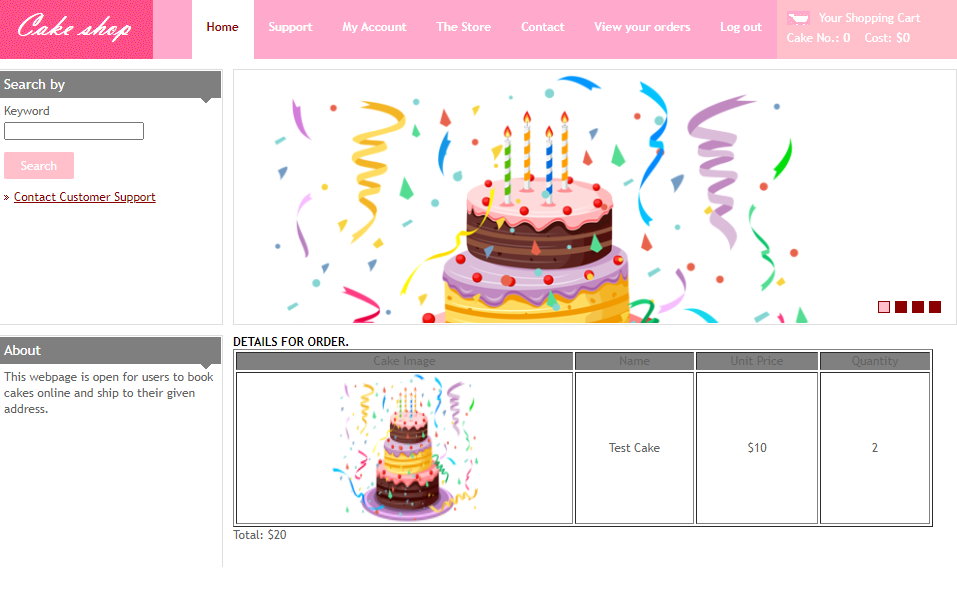 Cake shop
Home Support My Account The Store Contact View your orders Log out
Your Shopping Cart
Cake No.: 0 Cost: $0
Search by
Keyword
Search
» Contact Customer Support
About
This webpage is open for users to book
cakes online and ship to their given
address.
DETAILS FOR ORDER.
Cake Image Name Unit Price Quantity
Test Cake $10 2
Total: $20